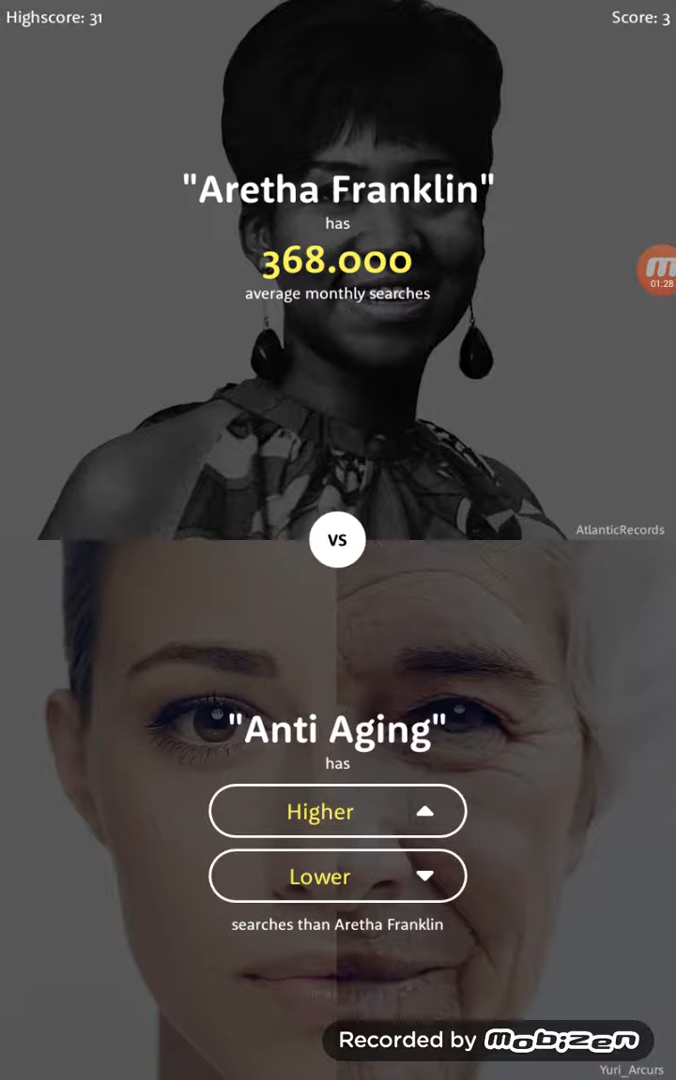 Highscore: 31
Score: 3
"Aretha Franklin"
has
368.000
average monthly searches
m
01:28
AtlanticRecords
VS
"Anti Aging"
has
Higher
Lower
searches than Aretha Franklin
Recorded by mobizen
Yuri_Arcurs